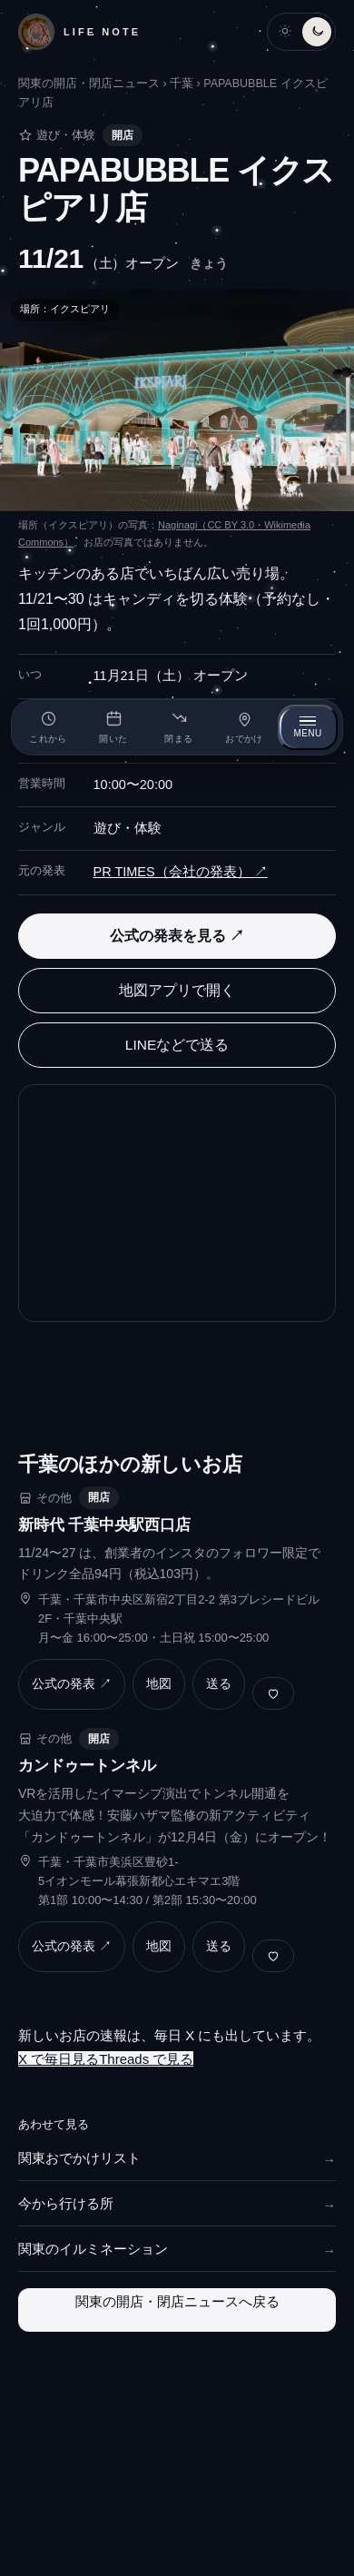 LIFE NOTE
関東の開店・閉店ニュース › 千葉 › PAPABUBBLE イクスピ
アリ店
遊び・体験 開店
PAPABUBBLE イクス
ピアリ店
11/21（土）オープン きょう
場所：イクスピアリ
IKSPIARI
場所（イクスピアリ）の写真：Naginagi（CC BY 3.0・Wikimedia
Commons）。お店の写真ではありません。
キッチンのある店でいちばん広い売り場。
11/21〜30 はキャンディを切る体験（予約なし・
1回1,000円）。
いつ 11月21日（土） オープン
これから 開いた 閉まる おでかけ MENU
営業時間 10:00〜20:00
ジャンル 遊び・体験
元の発表 PR TIMES（会社の発表） ↗
公式の発表を見る ↗
地図アプリで開く
LINEなどで送る
千葉のほかの新しいお店
その他 開店
新時代 千葉中央駅西口店
11/24〜27 は、創業者のインスタのフォロワー限定で
ドリンク全品94円（税込103円）。
千葉・千葉市中央区新宿2丁目2-2 第3プレシードビル
2F・千葉中央駅
月〜金 16:00〜25:00・土日祝 15:00〜25:00
公式の発表 ↗ 地図 送る
その他 開店
カンドゥートンネル
VRを活用したイマーシブ演出でトンネル開通を
大迫力で体感！安藤ハザマ監修の新アクティビティ
「カンドゥートンネル」が12月4日（金）にオープン！
千葉・千葉市美浜区豊砂1-
5イオンモール幕張新都心エキマエ3階
第1部 10:00〜14:30 / 第2部 15:30〜20:00
公式の発表 ↗ 地図 送る
新しいお店の速報は、毎日 X にも出しています。
X で毎日見るThreads で見る
あわせて見る
関東おでかけリスト →
今から行ける所 →
関東のイルミネーション →
関東の開店・閉店ニュースへ戻る